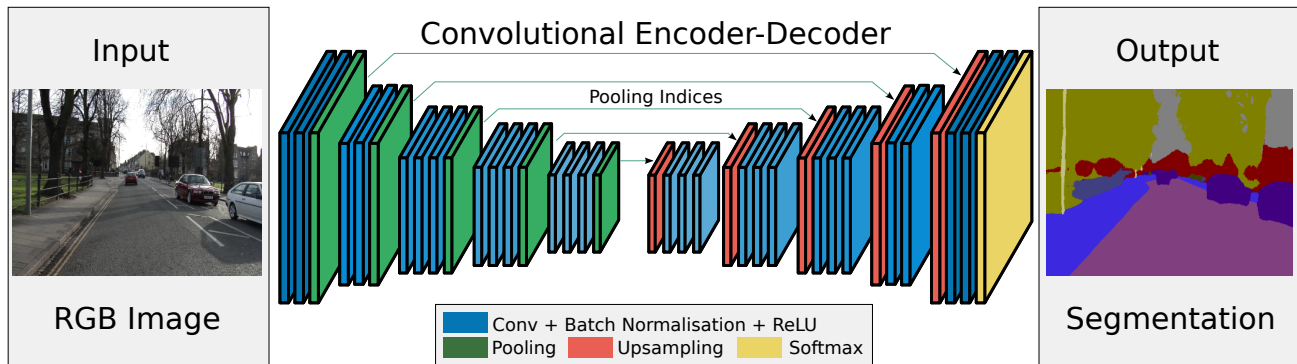 Input
RGB Image
Convolutional Encoder-Decoder
Pooling Indices
Conv + Batch Normalisation + ReLU
Pooling
Upsampling
Softmax
Output
Segmentation